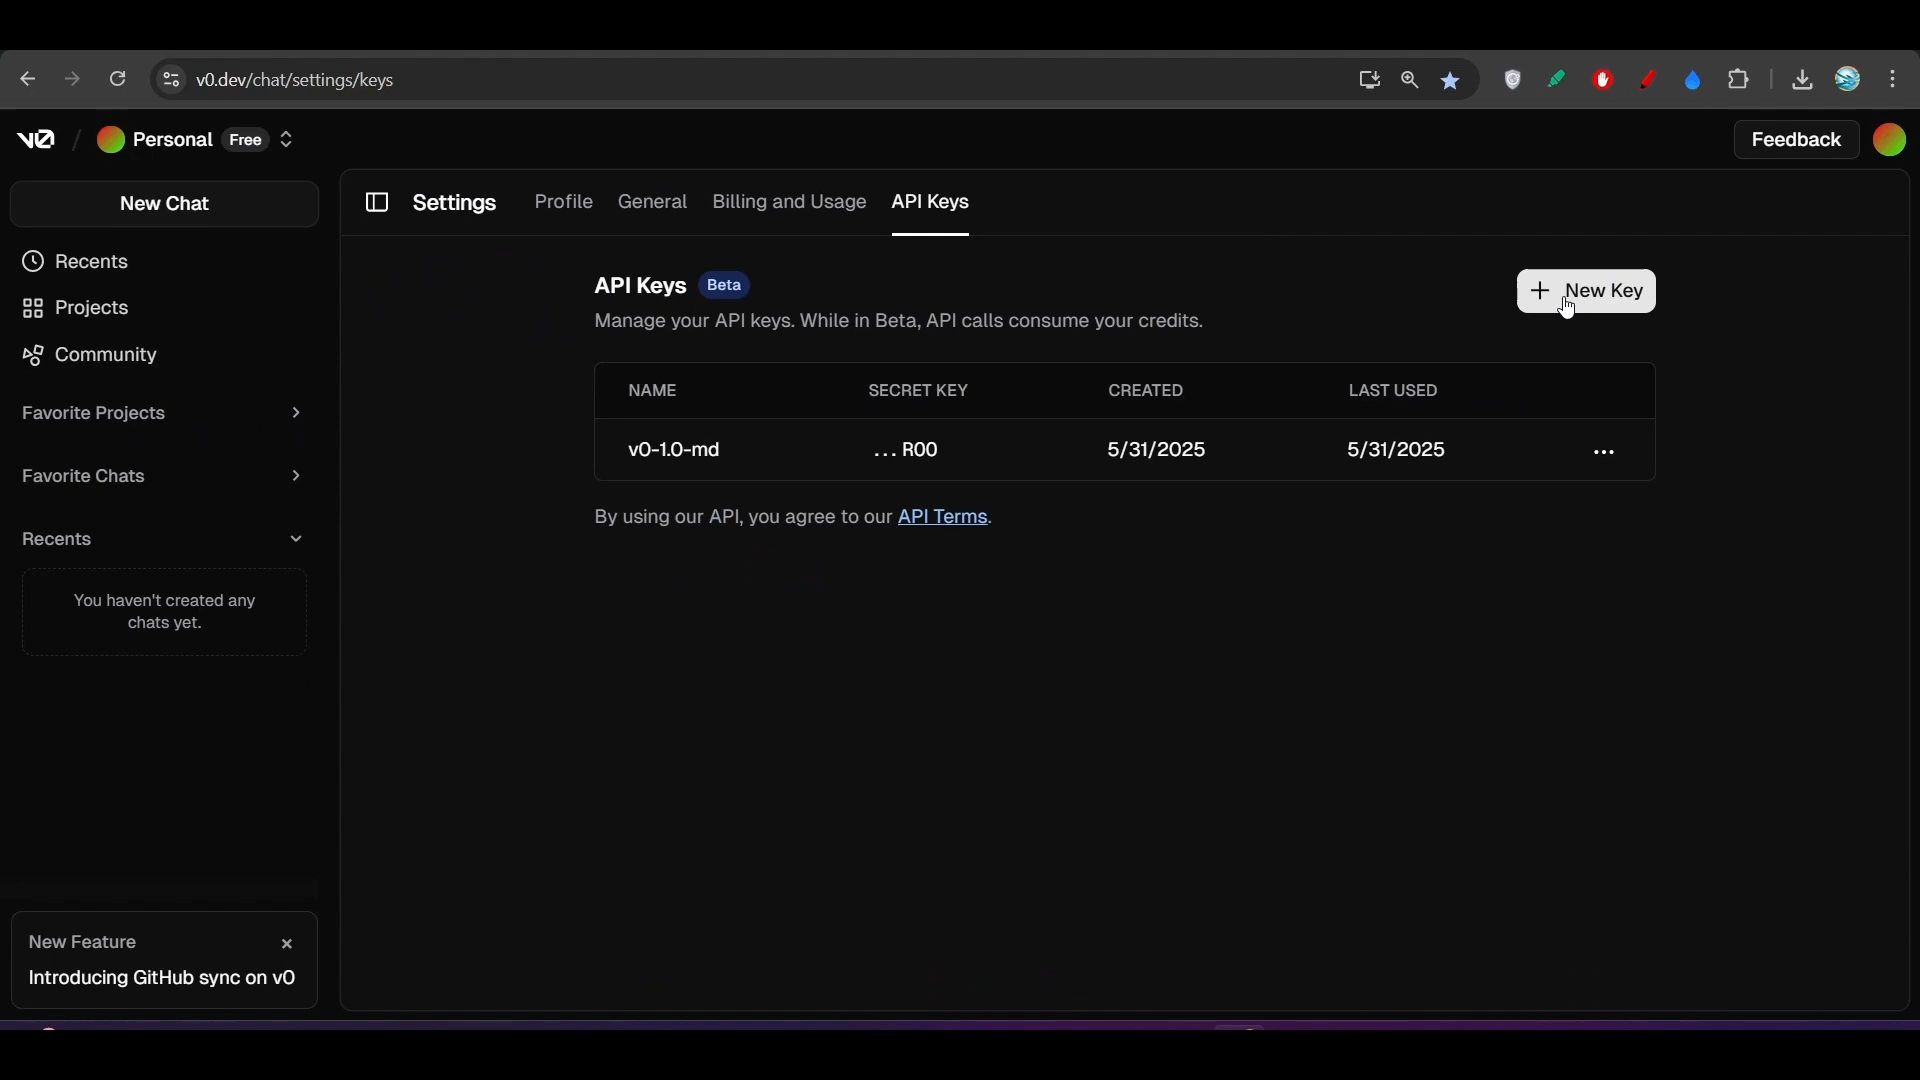 v0.dev/chat/settings/keys
v0 / Personal Free
Feedback
New Chat
Recents
Projects
Community
Favorite Projects
Favorite Chats
Recents
You haven't created any
chats yet.
New Feature
Introducing GitHub sync on v0
Settings Profile General Billing and Usage API Keys
API Keys Beta
Manage your API keys. While in Beta, API calls consume your credits.
New Key
NAME SECRET KEY CREATED LAST USED
v0-1.0-md ... R00 5/31/2025 5/31/2025
By using our API, you agree to our API Terms.